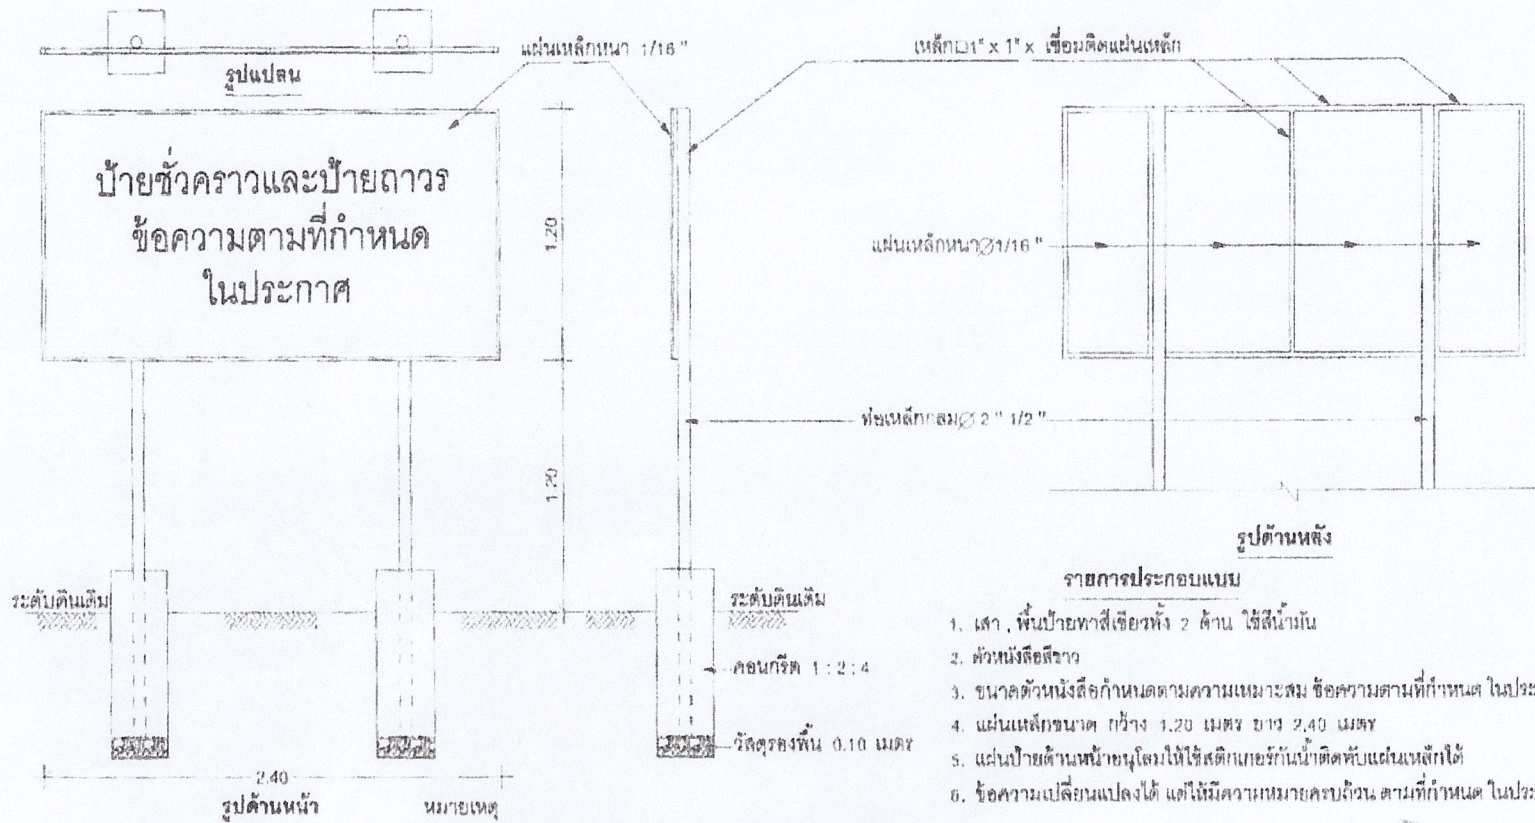 รูปแปลน
แผ่นเหล็กหนา 1/16 "
เหล็ก□1" x 1" x เชื่อมติดแผ่นเหล็ก
ป้ายชั่วคราวและป้ายถาวร
ข้อความตามที่กำหนด
ในประกาศ
1.20
แผ่นเหล็กหนา∅1/16 "
ท่อเหล็กกลม∅ 2 " 1/2 "
1.20
รูปด้านหลัง
ระดับดินเดิม
ระดับดินเดิม
คอนกรีต 1 : 2 : 4
วัสดุรองพื้น 0.10 เมตร
2.40
รูปด้านหน้า
หมายเหตุ
รายการประกอบแบบ
1. เสา , พื้นป้ายทาสีเขียวทั้ง 2 ด้าน ใช้สีน้ำมัน
2. ตัวหนังสือสีขาว
3. ขนาดตัวหนังสือกำหนดตามความเหมาะสม ข้อความตามที่กำหนด ในประ
4. แผ่นเหล็กขนาด กว้าง 1.20 เมตร ยาว 2.40 เมตร
5. แผ่นป้ายด้านหน้าอนุโลมให้ใช้สติกเกอร์กันน้ำติดทับแผ่นเหล็กได้
6. ข้อความเปลี่ยนแปลงได้ แต่ให้มีความหมายครบถ้วน ตามที่กำหนด ในประ